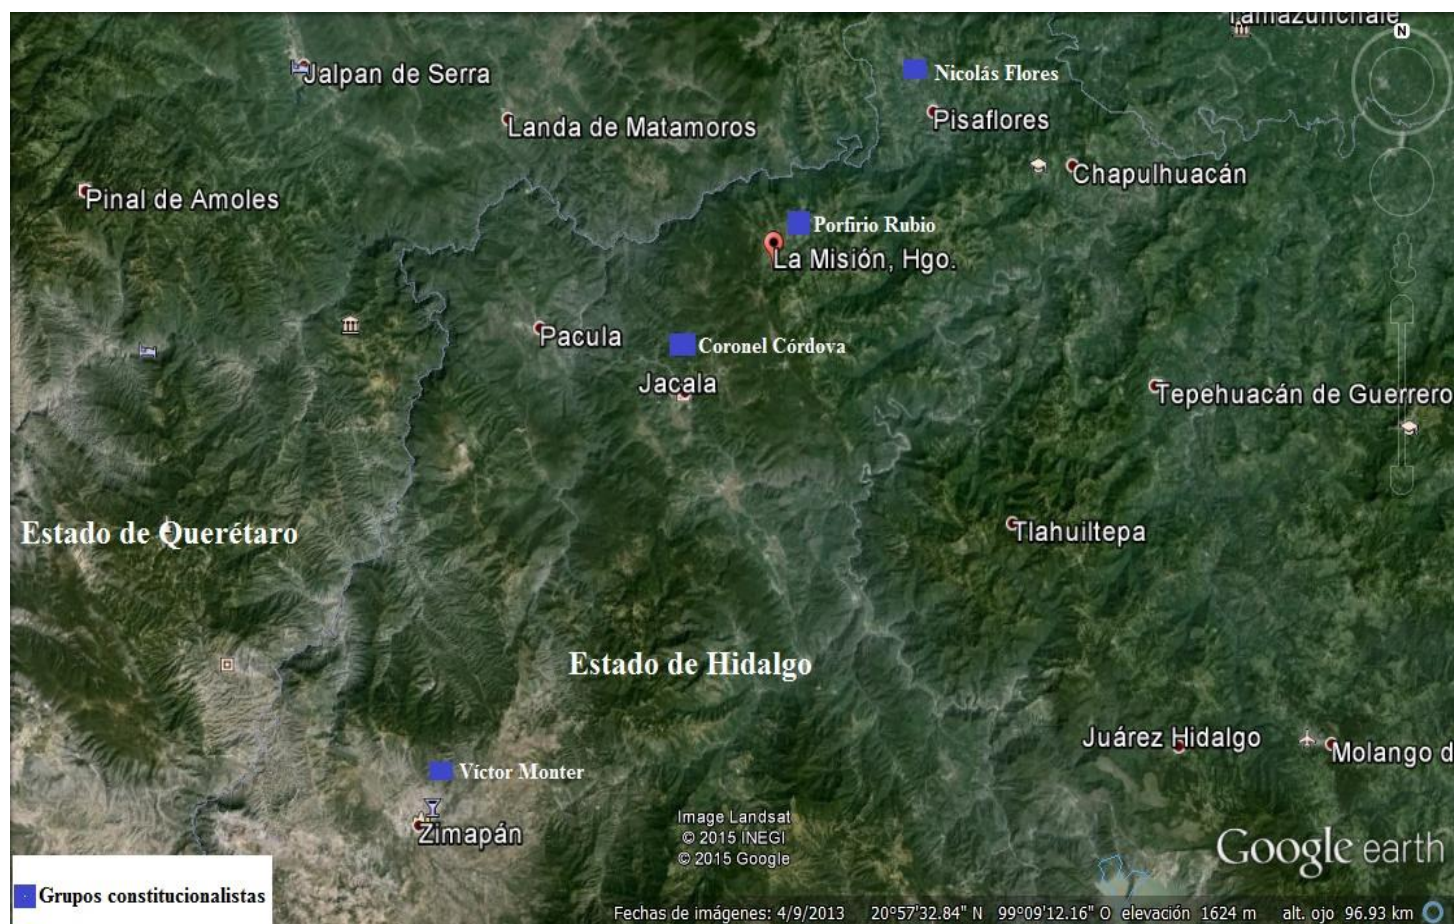 Tamazunchale
N
Jalpan de Serra
Nicolás Flores
Landa de Matamoros
Pisaflores
Chapulhuacán
Pinal de Amoles
Porfirio Rubio
La Misión, Hgo.
Pacula
Coronel Córdova
Jacala
Tepehuacán de Guerrero
Estado de Querétaro
Tlahuiltepa
Estado de Hidalgo
Juárez Hidalgo
Molango d
Víctor Monter
Zimapán
Image Landsat
© 2015 INEGI
© 2015 Google
Google earth
Grupos constitucionalistas
Fechas de imágenes: 4/9/2013 20°57'32.84" N 99°09'12.16" O elevación 1624 m alt. ojo 96.93 km